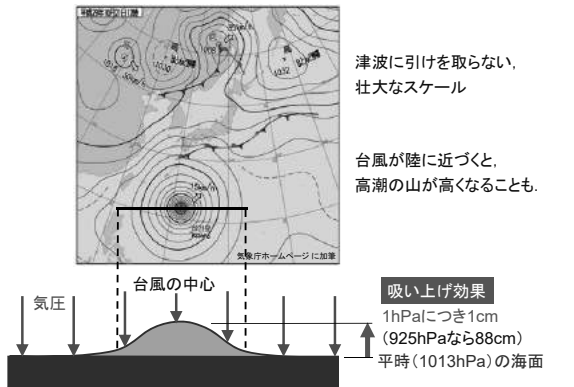 津波に引けを取らない,
壮大なスケール
台風が陸に近づくと,
高潮の山が高くなることも.
気象庁ホームページに加筆
台風の中心
気圧
吸い上げ効果
1hPaにつき1cm
(925hPaなら88cm)
平時(1013hPa)の海面